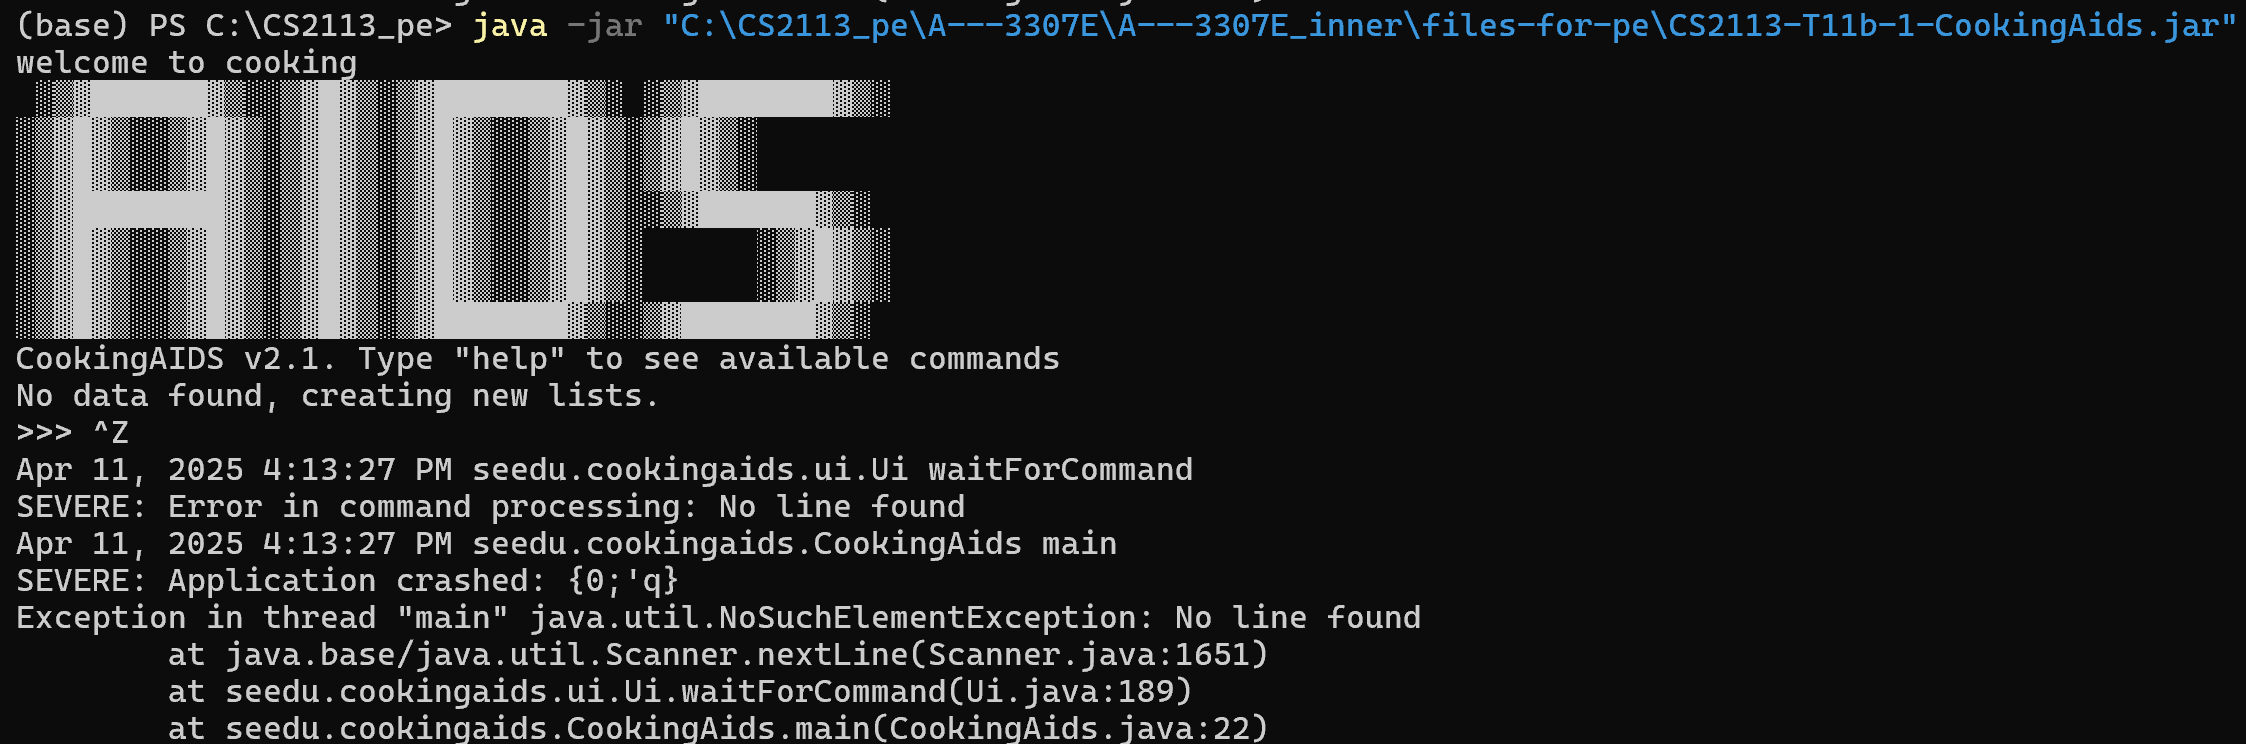 (base) PS C:\CS2113_pe> java -jar "C:\CS2113_pe\A---3307E\A---3307E_inner\files-for-pe\CS2113-T11b-1-CookingAids.jar"
welcome to cooking
AIDS
CookingAIDS v2.1. Type "help" to see available commands
No data found, creating new lists.
>>> ^Z
Apr 11, 2025 4:13:27 PM seedu.cookingaids.ui.Ui waitForCommand
SEVERE: Error in command processing: No line found
Apr 11, 2025 4:13:27 PM seedu.cookingaids.CookingAids main
SEVERE: Application crashed: {0;'q}
Exception in thread "main" java.util.NoSuchElementException: No line found
        at java.base/java.util.Scanner.nextLine(Scanner.java:1651)
        at seedu.cookingaids.ui.Ui.waitForCommand(Ui.java:189)
        at seedu.cookingaids.CookingAids.main(CookingAids.java:22)